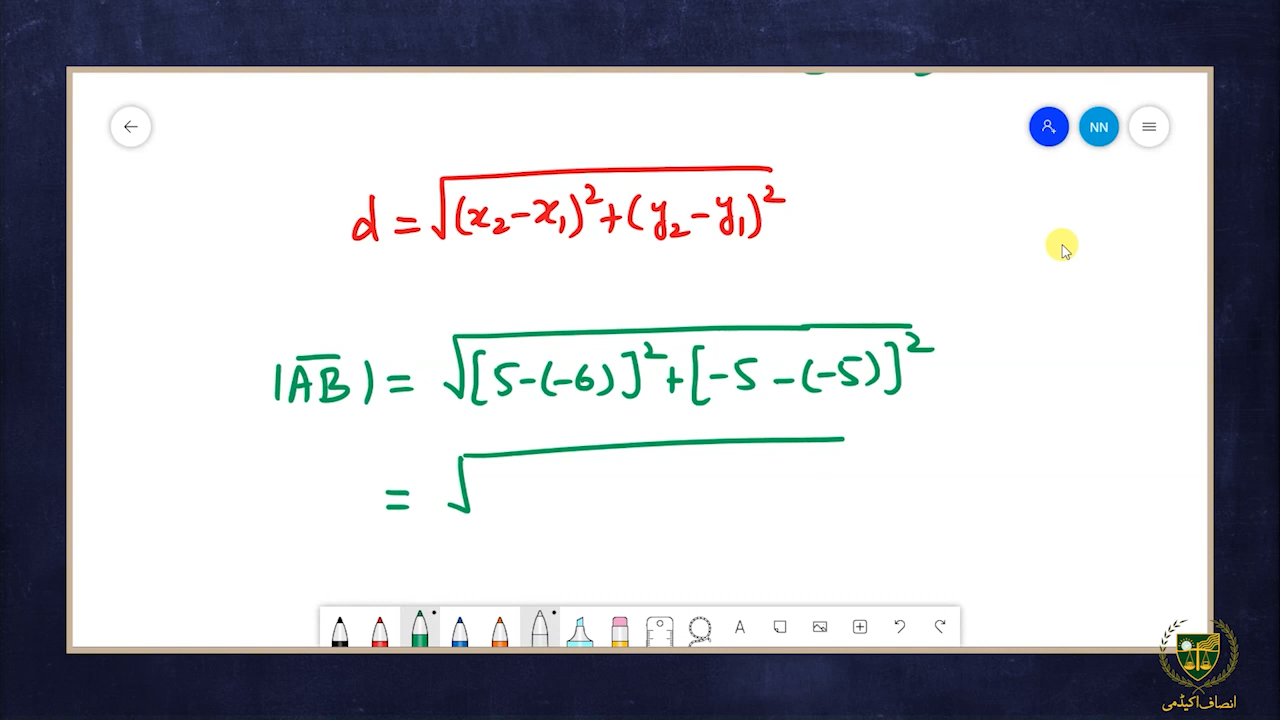 NN
d = √(x₂-x₁)²+(y₂-y₁)²
|AB̅| = √[5-(-6)]²+[-5-(-5)]²
= √
A
انصاف اکیڈمی